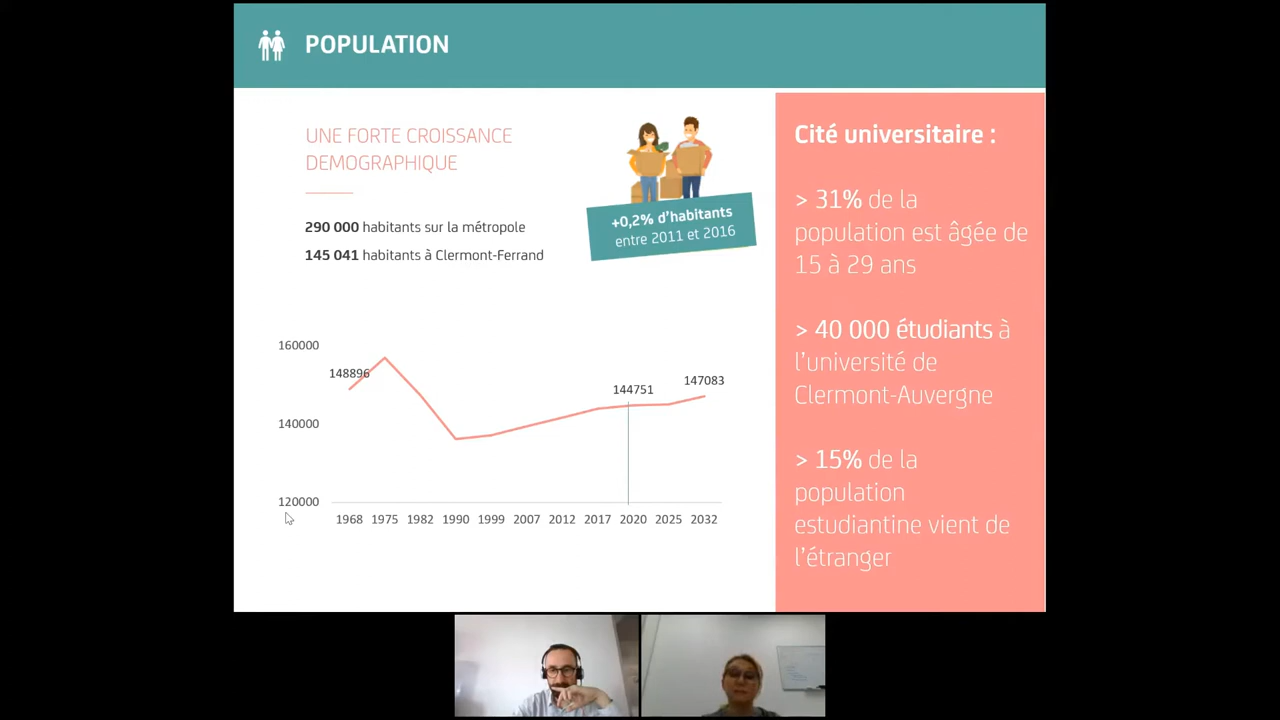 POPULATION
UNE FORTE CROISSANCE
DEMOGRAPHIQUE
290 000 habitants sur la métropole
145 041 habitants à Clermont-Ferrand
+0,2% d'habitants
entre 2011 et 2016
160000
140000
120000
148896
144751
147083
1968 1975 1982 1990 1999 2007 2012 2017 2020 2025 2032
Cité universitaire :
> 31% de la
population est âgée de
15 à 29 ans
> 40 000 étudiants à
l'université de
Clermont-Auvergne
> 15% de la
population
estudiantine vient de
l'étranger